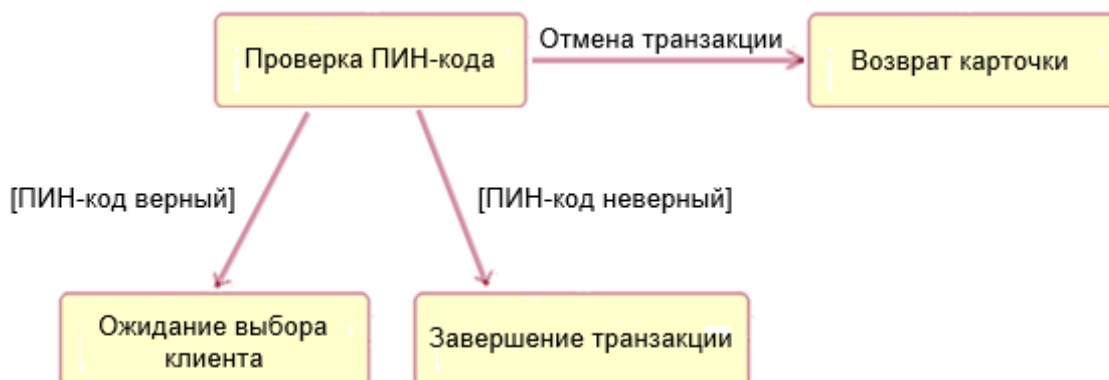 Проверка ПИН-кода
Отмена транзакции
Возврат карточки
[ПИН-код верный]
[ПИН-код неверный]
Ожидание выбора
клиента
Завершение транзакции